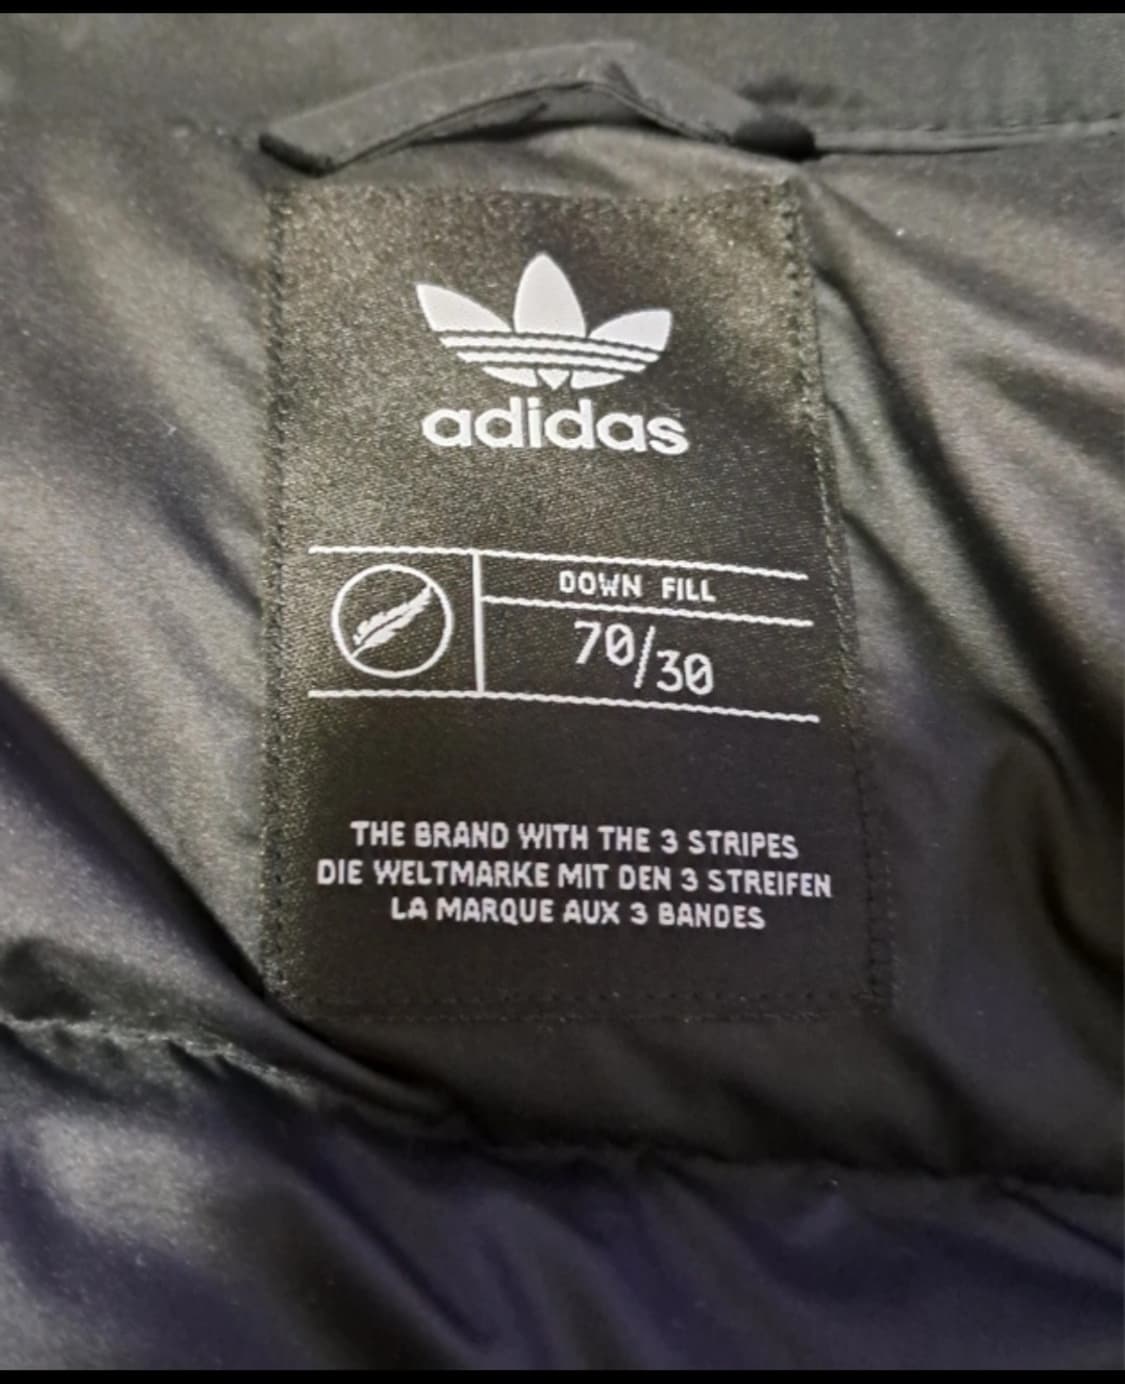 adidas
DOWN FILL
70/30
THE BRAND WITH THE 3 STRIPES
DIE WELTMARKE MIT DEN 3 STREIFEN
LA MARQUE AUX 3 BANDES